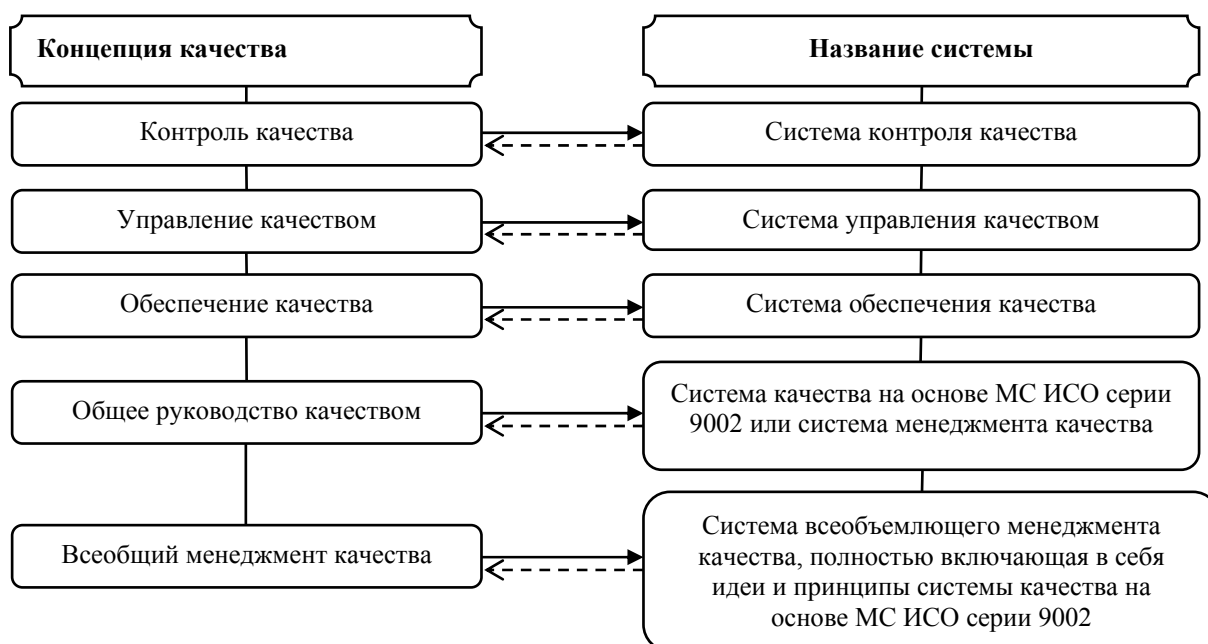 Концепция качества
Название системы
Контроль качества
Система контроля качества
Управление качеством
Система управления качеством
Обеспечение качества
Система обеспечения качества
Общее руководство качеством
Система качества на основе МС ИСО серии
9002 или система менеджмента качества
Всеобщий менеджмент качества
Система всеобъемлющего менеджмента
качества, полностью включающая в себя
идеи и принципы системы качества на
основе МС ИСО серии 9002